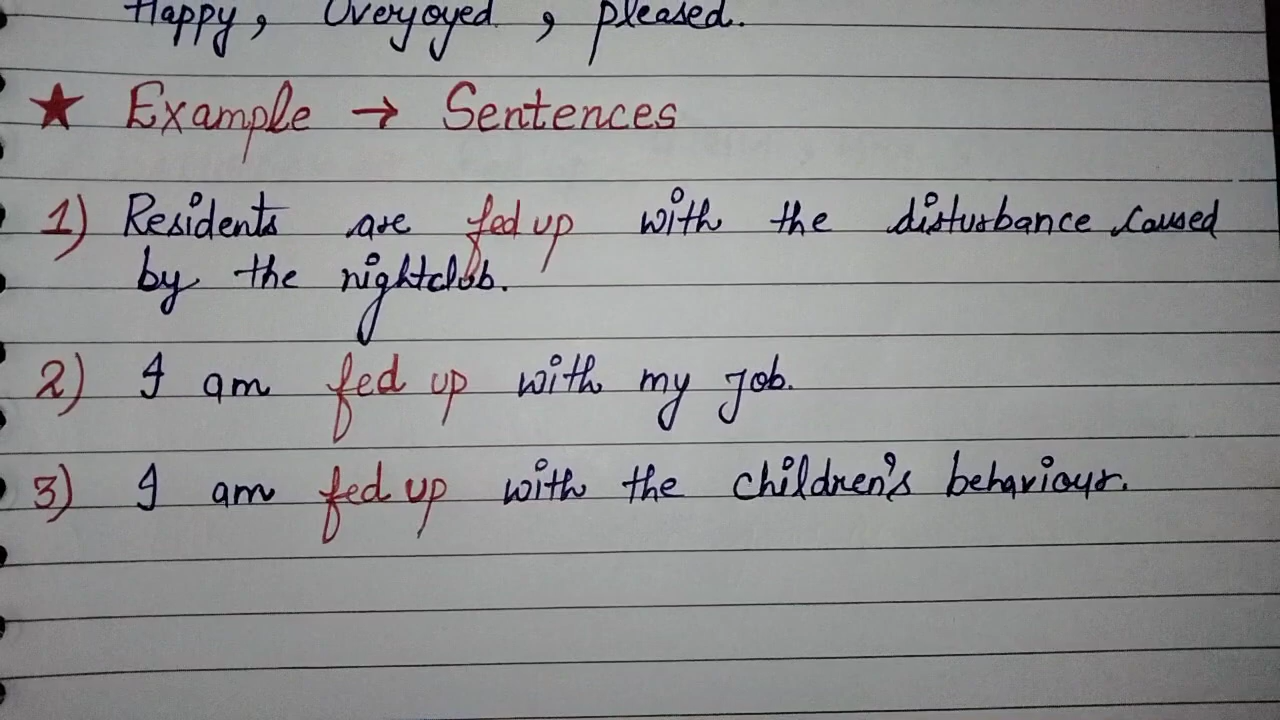 Happy, Overjoyed, pleased.
★ Example → Sentences
1) Residents are fed up with the disturbance caused
by the nightclub.
2) I am fed up with my job.
3) I am fed up with the children's behaviour.